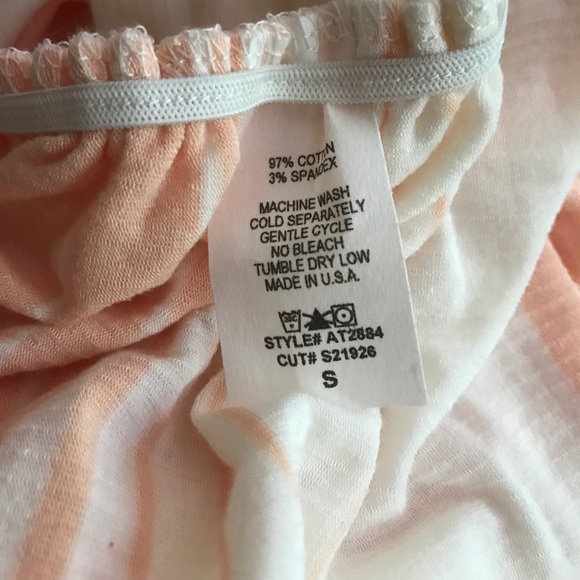 97% COTTON
3% SPANDEX
MACHINE WASH
COLD SEPARATELY
GENTLE CYCLE
NO BLEACH
TUMBLE DRY LOW
MADE IN U.S.A.
STYLE# AT2884
CUT# S21926
S